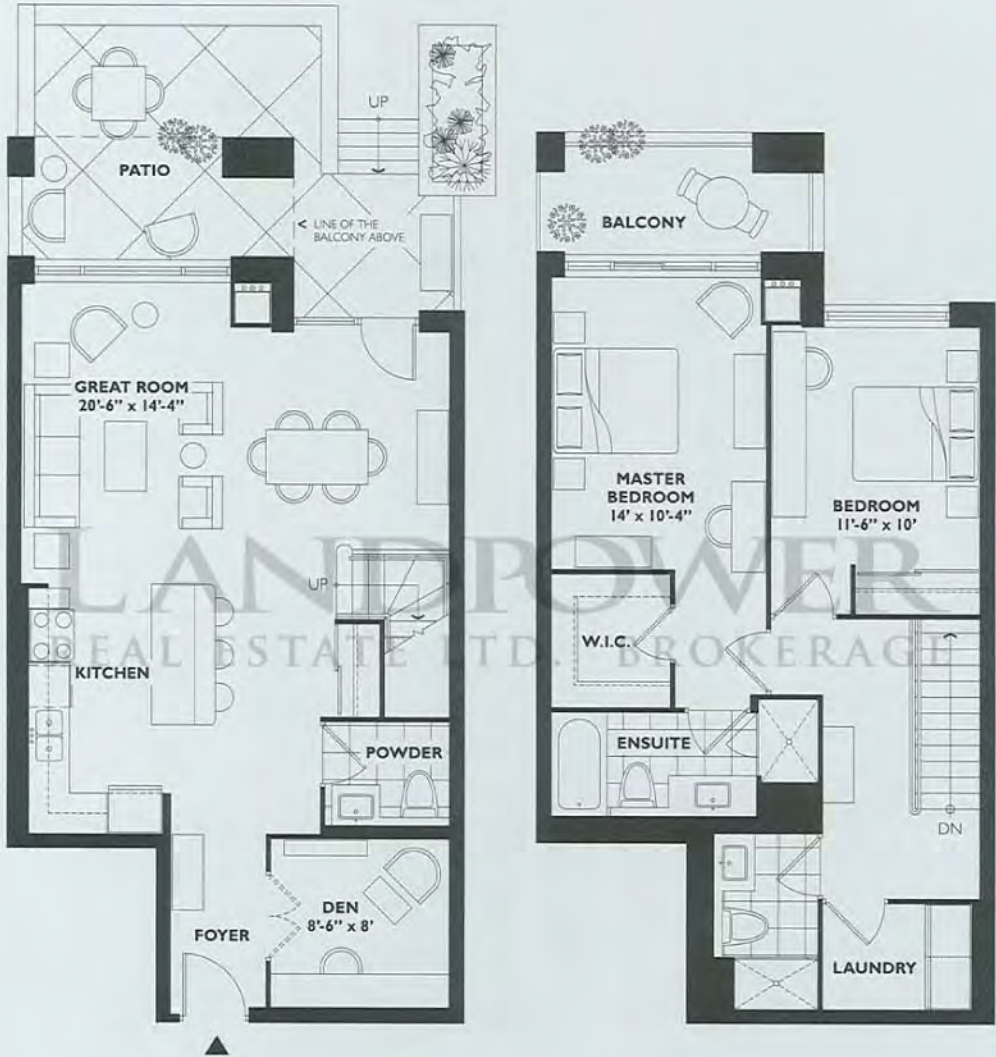 UP
PATIO
< LINE OF THE
BALCONY ABOVE
GREAT ROOM
20'-6" x 14'-4"
UP
KITCHEN
POWDER
DEN
8'-6" x 8'
FOYER
BALCONY
MASTER
BEDROOM
14' x 10'-4"
BEDROOM
11'-6" x 10'
W.I.C.
ENSUITE
DN
LAUNDRY
LANDPOWER
REAL ESTATE LTD. BROKERAGE